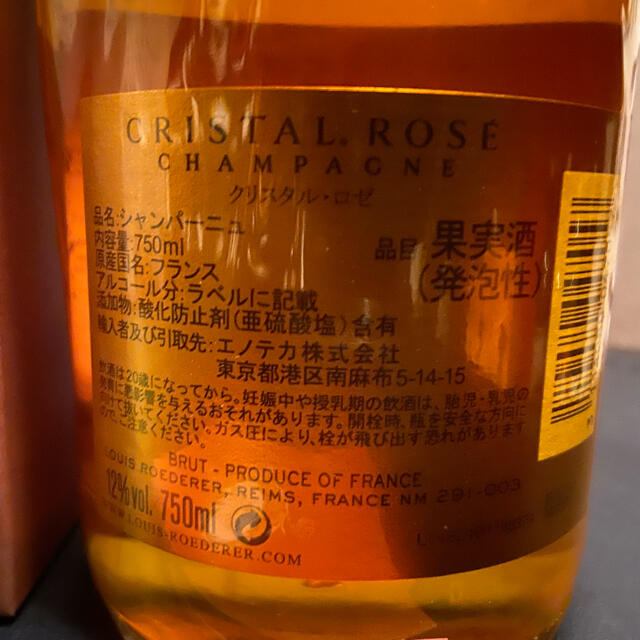 CRISTAL. ROSÉ
CHAMPAGNE
クリスタル・ロゼ
品名:シャンパーニュ
内容量:750ml
原産国名:フランス
アルコール分:ラベルに記載
添加物:酸化防止剤(亜硫酸塩)含有
輸入者及び引取先:エノテカ株式会社
東京都港区南麻布5-14-15
品目 果実酒
(発泡性)
飲酒は20歳になってから。妊娠中や授乳期の飲酒は、胎児・乳児の
発育に悪影響を与えるおそれがあります。開栓時、瓶を安全な方向に
向けて扱いてください。ガス圧により、栓が飛び出す恐れがあります
ので、ご注意ください。
BRUT - PRODUCE OF FRANCE
LOUIS ROEDERER, REIMS, FRANCE NM 291-003
12%vol. 750ml
WWW.LOUIS-ROEDERER.COM